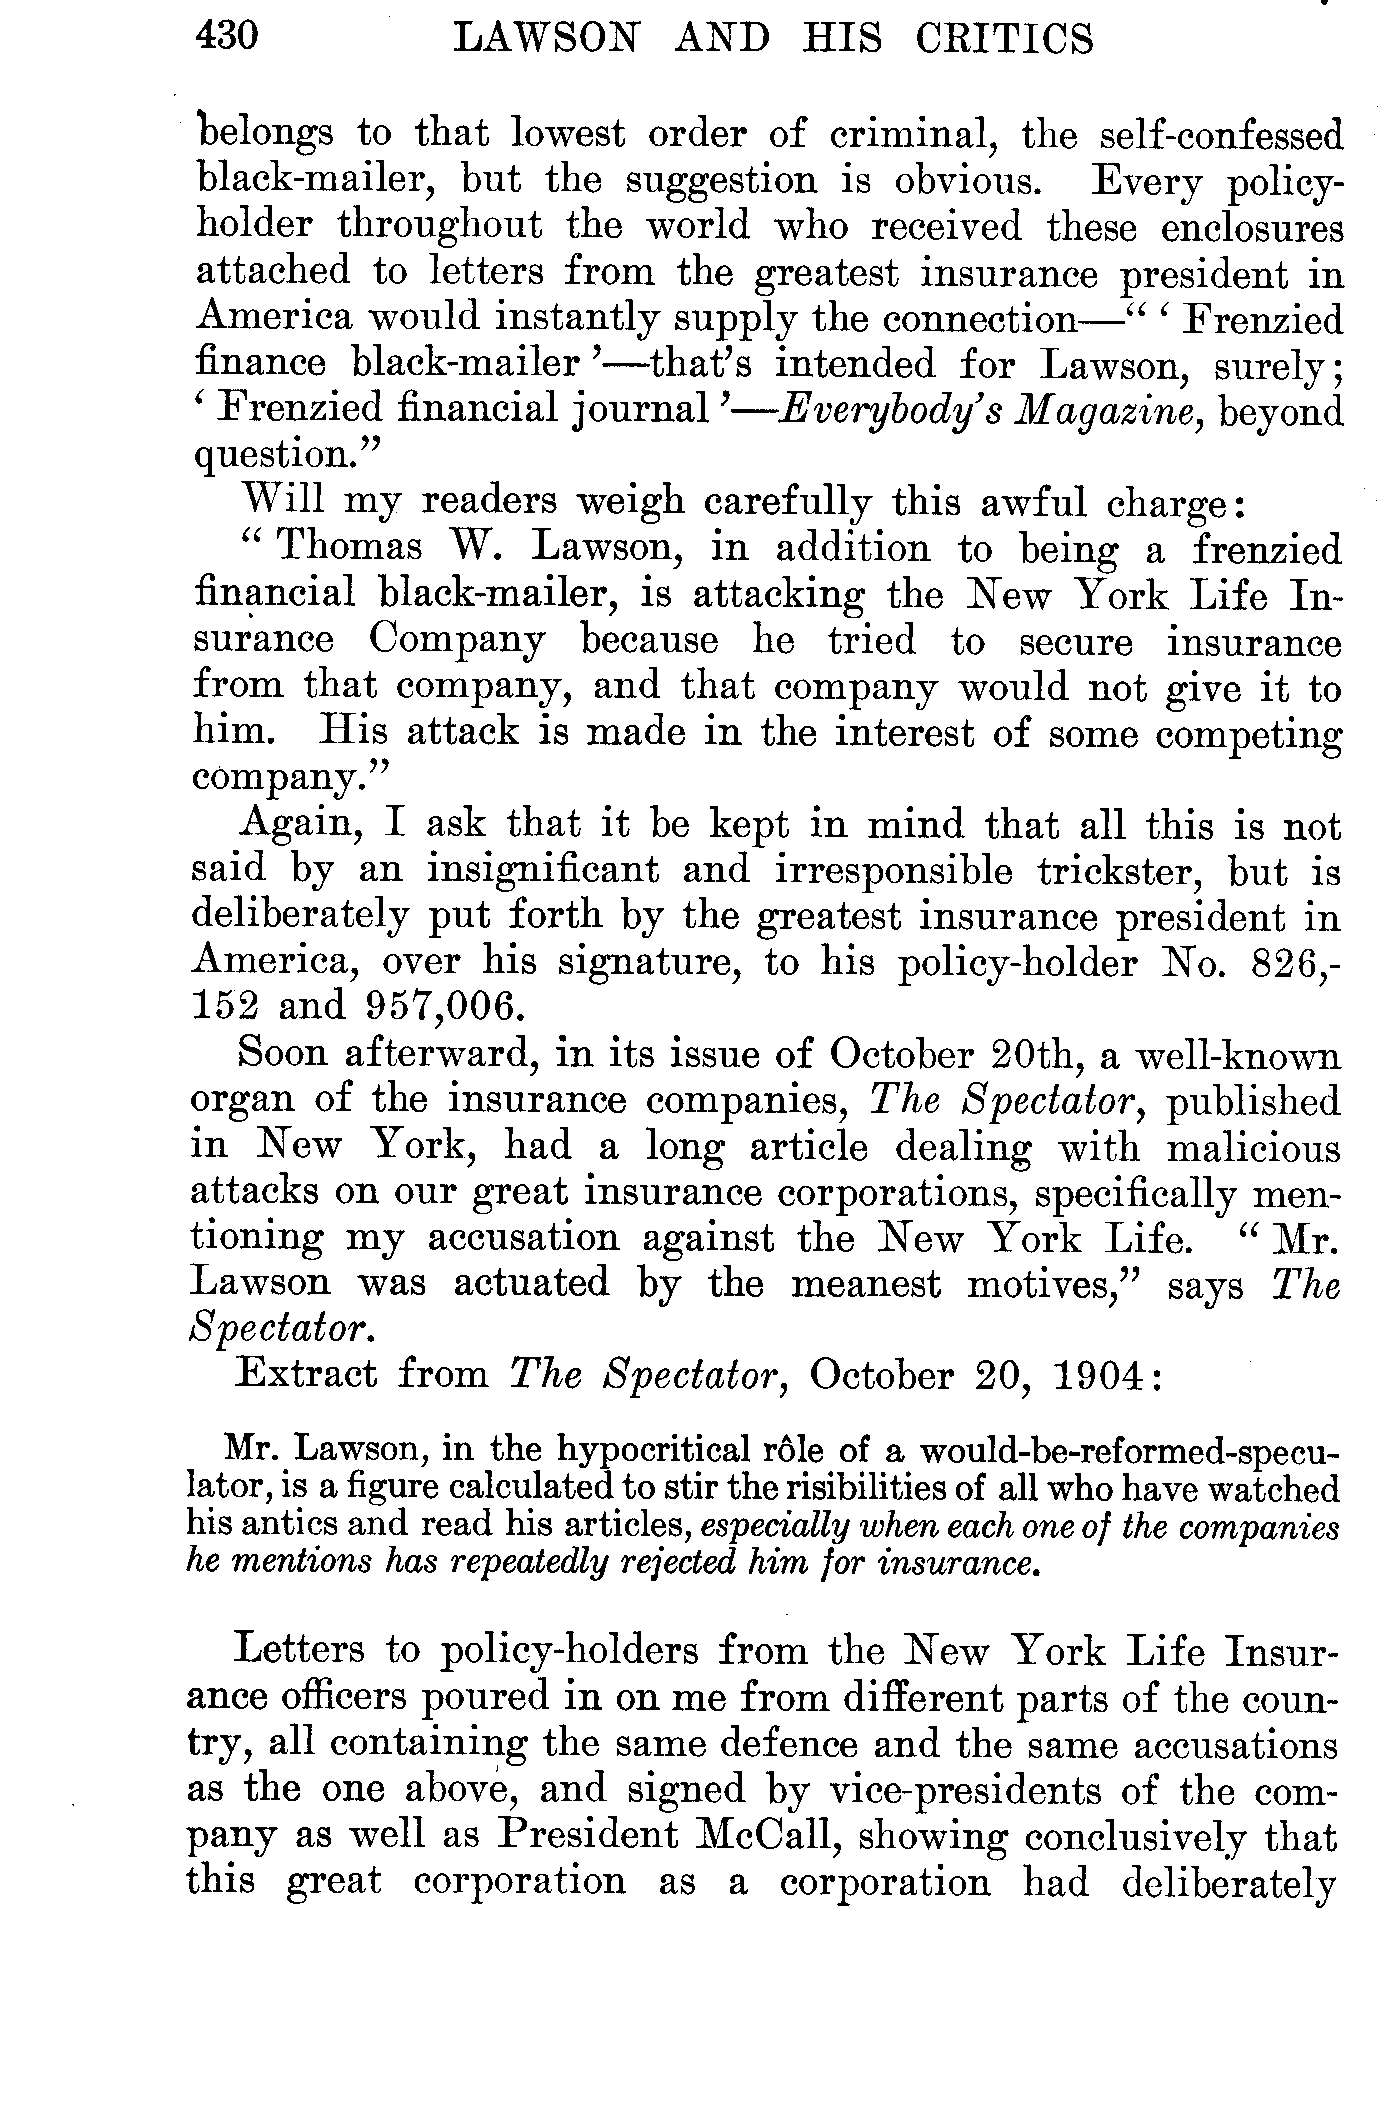 430 LAWSON AND HIS CRITICS
belongs to that lowest order of criminal, the self-confessed
black-mailer, but the suggestion is obvious. Every policy-
holder throughout the world who received these enclosures
attached to letters from the greatest insurance president in
America would instantly supply the connection—“ ‘ Frenzied
finance black-mailer ’—that’s intended for Lawson, surely;
‘ Frenzied financial journal ’—Everybody’s Magazine, beyond
question.”
Will my readers weigh carefully this awful charge:
“ Thomas W. Lawson, in addition to being a frenzied
financial black-mailer, is attacking the New York Life In-
surance Company because he tried to secure insurance
from that company, and that company would not give it to
him. His attack is made in the interest of some competing
company.”
Again, I ask that it be kept in mind that all this is not
said by an insignificant and irresponsible trickster, but is
deliberately put forth by the greatest insurance president in
America, over his signature, to his policy-holder No. 826,-
152 and 957,006.
Soon afterward, in its issue of October 20th, a well-known
organ of the insurance companies, The Spectator, published
in New York, had a long article dealing with malicious
attacks on our great insurance corporations, specifically men-
tioning my accusation against the New York Life. “ Mr.
Lawson was actuated by the meanest motives,” says The
Spectator.
Extract from The Spectator, October 20, 1904:
Mr. Lawson, in the hypocritical rôle of a would-be-reformed-specu-
lator, is a figure calculated to stir the risibilities of all who have watched
his antics and read his articles, especially when each one of the companies
he mentions has repeatedly rejected him for insurance.
Letters to policy-holders from the New York Life Insur-
ance officers poured in on me from different parts of the coun-
try, all containing the same defence and the same accusations
as the one above, and signed by vice-presidents of the com-
pany as well as President McCall, showing conclusively that
this great corporation as a corporation had deliberately